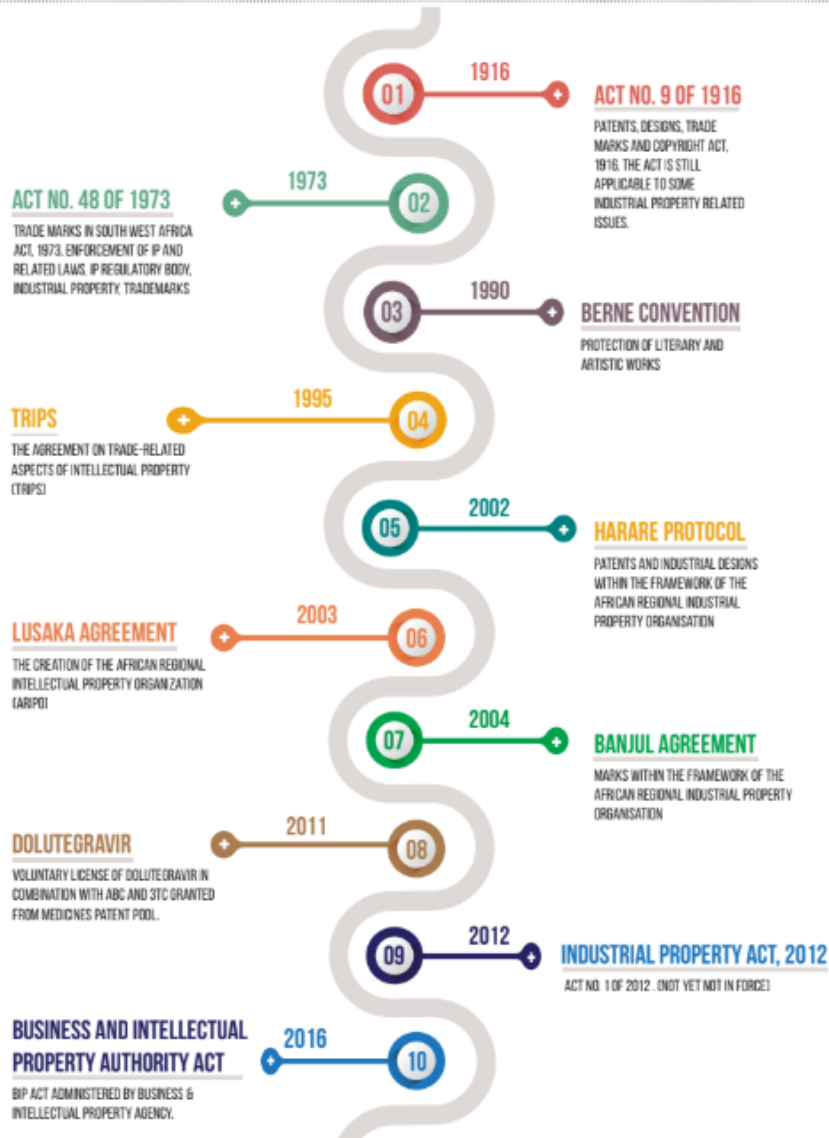 01
1916
ACT NO. 9 OF 1916
PATENTS, DESIGNS, TRADE
MARKS AND COPYRIGHT ACT,
1916. THE ACT IS STILL
APPLICABLE TO SOME
INDUSTRIAL PROPERTY RELATED
ISSUES.
ACT NO. 48 OF 1973
1973
02
TRADE MARKS IN SOUTH WEST AFRICA
ACT, 1973. ENFORCEMENT OF IP AND
RELATED LAWS, IP REGULATORY BODY,
INDUSTRIAL PROPERTY, TRADEMARKS
03
1990
BERNE CONVENTION
PROTECTION OF LITERARY AND
ARTISTIC WORKS
TRIPS
1995
04
THE AGREEMENT ON TRADE-RELATED
ASPECTS OF INTELLECTUAL PROPERTY
(TRIPS)
05
2002
HARARE PROTOCOL
PATENTS AND INDUSTRIAL DESIGNS
WITHIN THE FRAMEWORK OF THE
AFRICAN REGIONAL INDUSTRIAL
PROPERTY ORGANISATION
LUSAKA AGREEMENT
2003
06
THE CREATION OF THE AFRICAN REGIONAL
INTELLECTUAL PROPERTY ORGANIZATION
(ARIPO)
07
2004
BANJUL AGREEMENT
MARKS WITHIN THE FRAMEWORK OF THE
AFRICAN REGIONAL INDUSTRIAL PROPERTY
ORGANISATION
DOLUTEGRAVIR
2011
08
VOLUNTARY LICENSE OF DOLUTEGRAVIR IN
COMBINATION WITH ABC AND 3TC GRANTED
FROM MEDICINES PATENT POOL.
09
2012
INDUSTRIAL PROPERTY ACT, 2012
ACT NO. 1 OF 2012 . (NOT YET NOT IN FORCE)
BUSINESS AND INTELLECTUAL
PROPERTY AUTHORITY ACT
2016
10
BIP ACT ADMINISTERED BY BUSINESS &
INTELLECTUAL PROPERTY AGENCY.